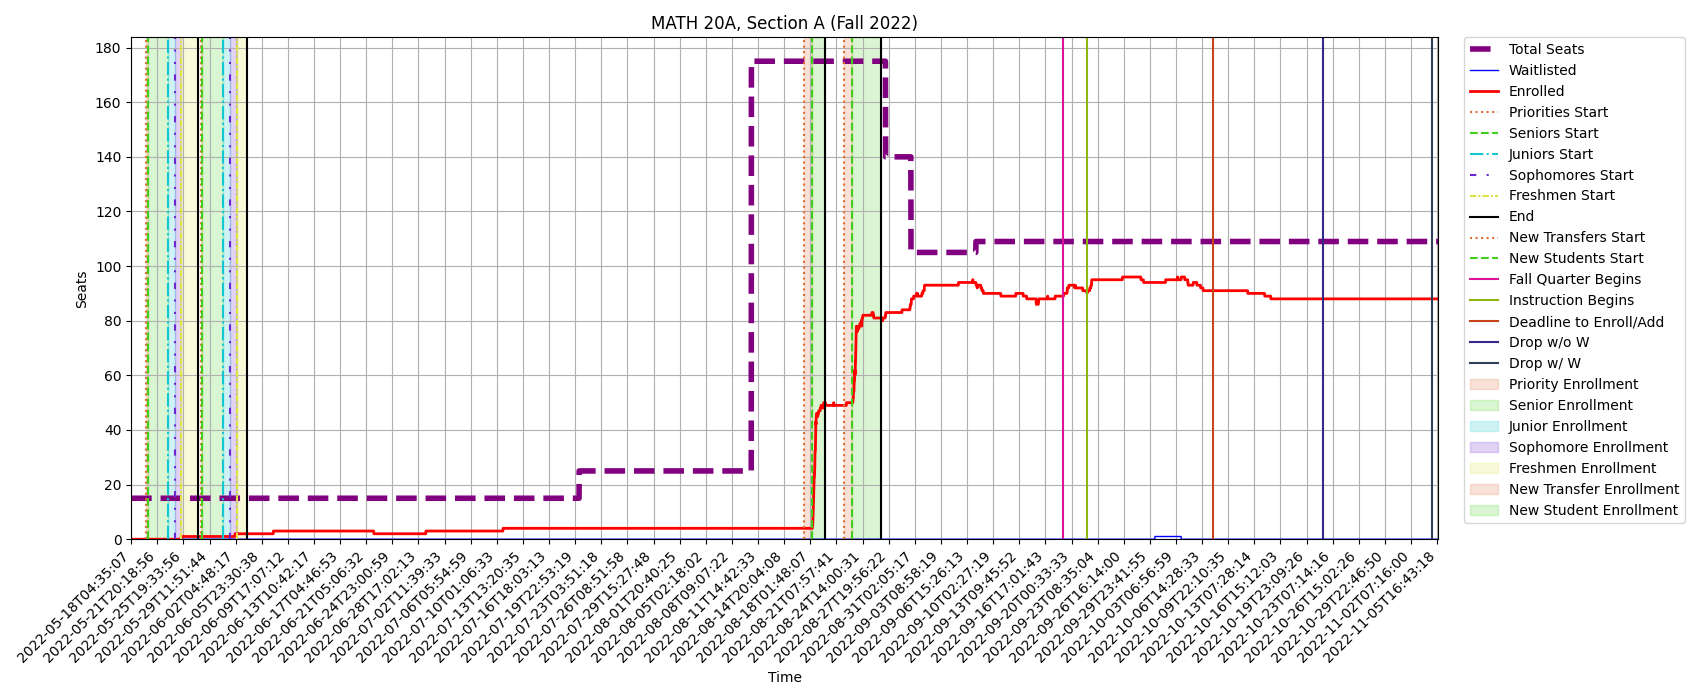 MATH 20A, Section A (Fall 2022)
Seats
180
160
140
120
100
80
60
40
20
0
2022-05-18T04:35:07
2022-05-21T20:18:56
2022-05-25T19:33:56
2022-05-29T11:51:44
2022-06-02T04:48:17
2022-06-05T23:30:38
2022-06-09T17:07:12
2022-06-13T10:42:17
2022-06-17T04:46:53
2022-06-21T05:06:32
2022-06-24T23:00:59
2022-06-28T17:02:13
2022-07-02T11:39:33
2022-07-06T05:54:59
2022-07-10T01:06:33
2022-07-13T13:20:35
2022-07-16T18:03:13
2022-07-19T22:53:19
2022-07-23T03:51:18
2022-07-26T08:51:58
2022-07-29T15:27:48
2022-08-01T20:40:25
2022-08-05T02:18:02
2022-08-08T09:07:22
2022-08-11T14:42:33
2022-08-14T20:04:08
2022-08-18T01:48:07
2022-08-21T07:57:41
2022-08-24T14:00:31
2022-08-27T19:56:22
2022-08-31T02:05:17
2022-09-03T08:58:19
2022-09-06T15:26:13
2022-09-10T02:27:19
2022-09-13T09:45:52
2022-09-16T17:01:43
2022-09-20T00:33:33
2022-09-23T08:35:04
2022-09-26T16:14:00
2022-09-29T23:41:55
2022-10-03T06:56:59
2022-10-06T14:28:33
2022-10-09T22:10:35
2022-10-13T07:28:14
2022-10-16T15:12:03
2022-10-19T23:09:26
2022-10-23T07:14:16
2022-10-26T15:02:26
2022-10-29T22:46:50
2022-11-02T07:16:00
2022-11-05T16:43:18
Time
Total Seats
Waitlisted
Enrolled
Priorities Start
Seniors Start
Juniors Start
Sophomores Start
Freshmen Start
End
New Transfers Start
New Students Start
Fall Quarter Begins
Instruction Begins
Deadline to Enroll/Add
Drop w/o W
Drop w/ W
Priority Enrollment
Senior Enrollment
Junior Enrollment
Sophomore Enrollment
Freshmen Enrollment
New Transfer Enrollment
New Student Enrollment